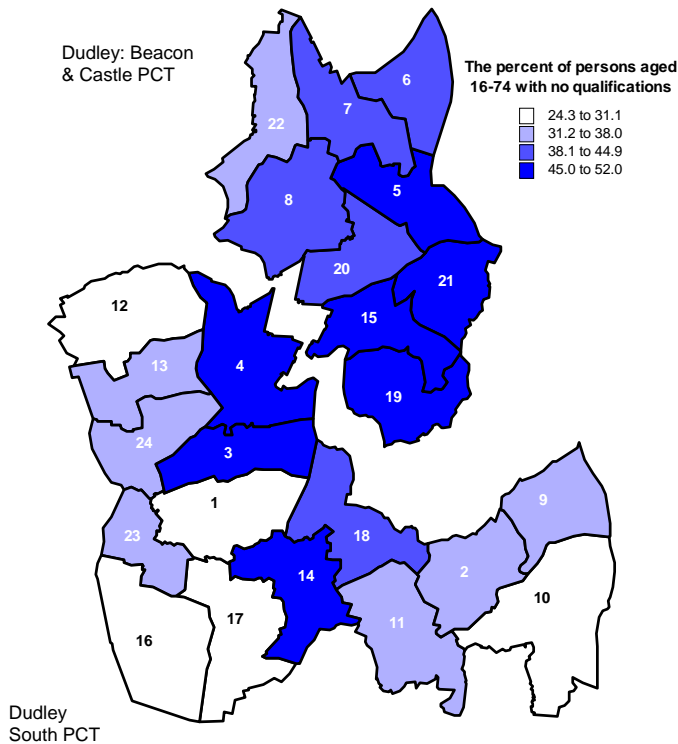 Dudley: Beacon
& Castle PCT
The percent of persons aged
16-74 with no qualifications
24.3 to 31.1
31.2 to 38.0
38.1 to 44.9
45.0 to 52.0
6
7
22
5
8
20
21
12
15
13
4
19
24
3
1
9
23
18
2
14
10
17
11
16
Dudley
South PCT